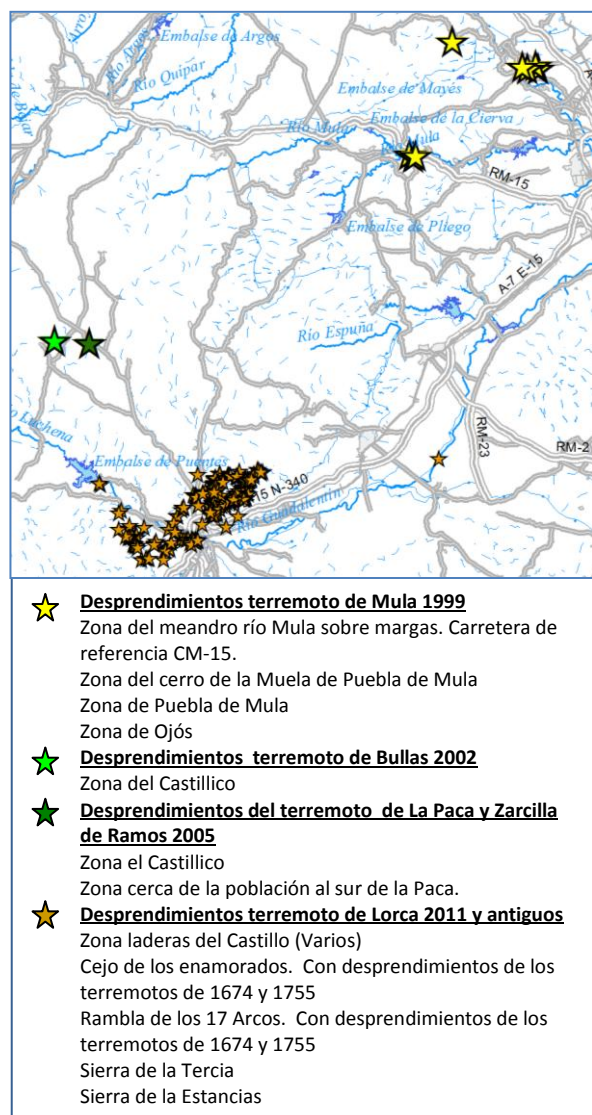 Embalse de Argos
Río Argos
Río Quipar
Embalse de Mayés
Embalse de la Cierva
Río Mula
Mula
RM-15
Embalse de Pliego
A-7 E-15
Río Espuña
Embalse de Puentes
RM-23
RM-2
15 N-340
Río Guadalentín
Desprendimientos terremoto de Mula 1999
Zona del meandro río Mula sobre margas. Carretera de
referencia CM-15.
Zona del cerro de la Muela de Puebla de Mula
Zona de Puebla de Mula
Zona de Ojós
Desprendimientos terremoto de Bullas 2002
Zona del Castillico
Desprendimientos del terremoto de La Paca y Zarcilla
de Ramos 2005
Zona el Castillico
Zona cerca de la población al sur de la Paca.
Desprendimientos terremoto de Lorca 2011 y antiguos
Zona laderas del Castillo (Varios)
Cejo de los enamorados. Con desprendimientos de los
terremotos de 1674 y 1755
Rambla de los 17 Arcos. Con desprendimientos de los
terremotos de 1674 y 1755
Sierra de la Tercia
Sierra de la Estancias